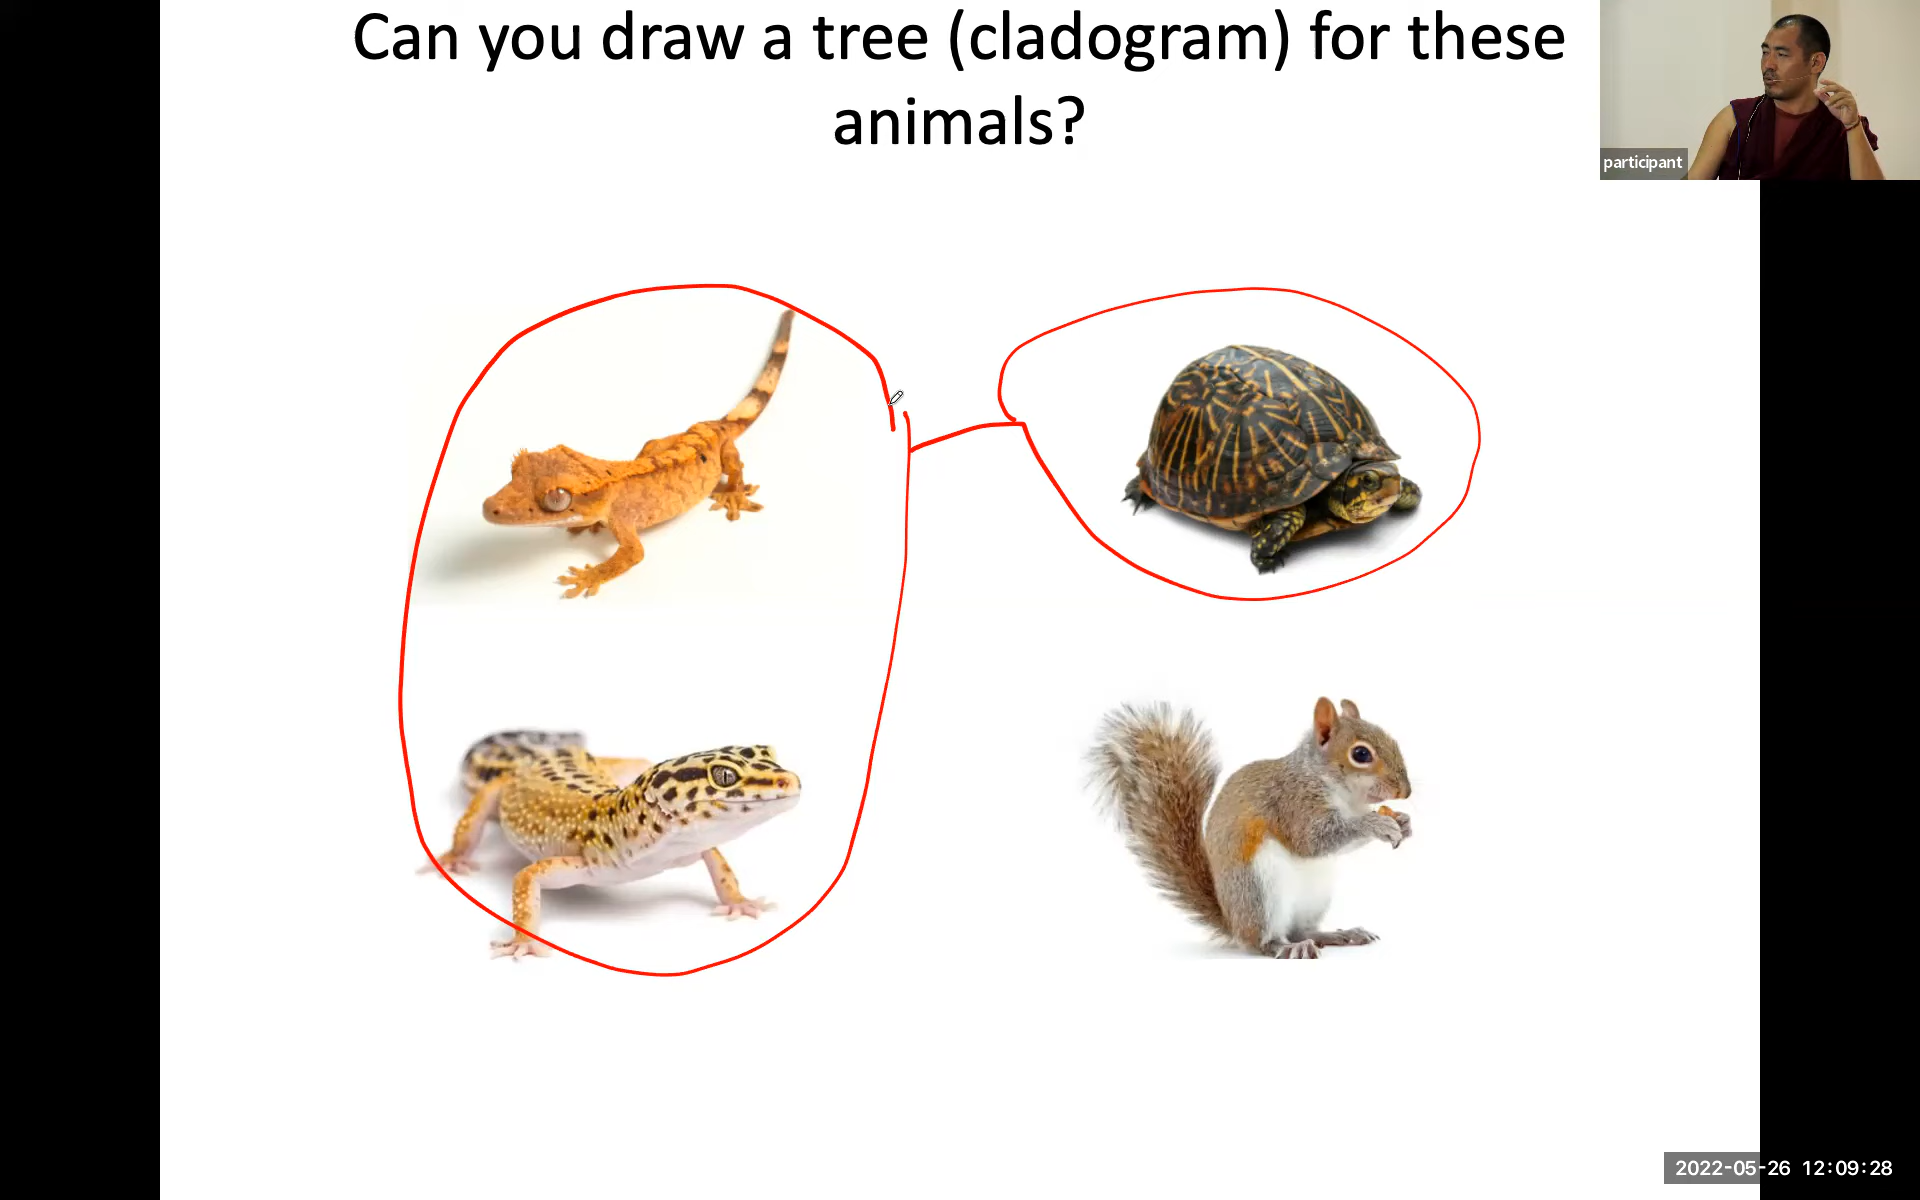 Can you draw a tree (cladogram) for these
animals?
participant
2022-05-26 12:09:28